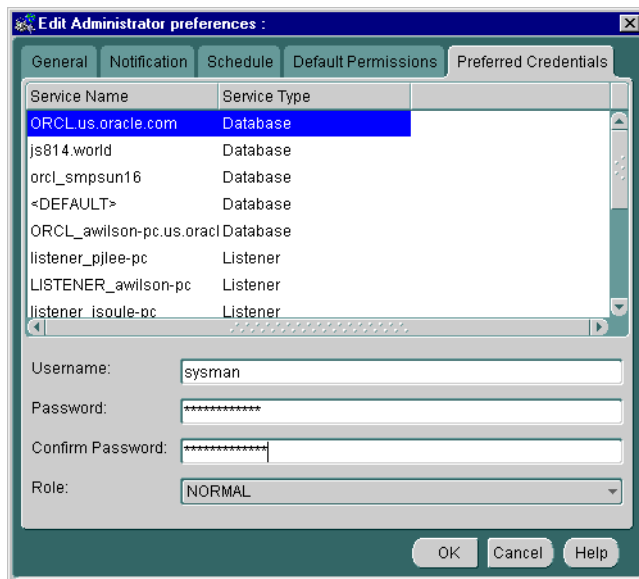 Edit Administrator preferences :
General Notification Schedule Default Permissions Preferred Credentials
Service Name Service Type
ORCL.us.oracle.com Database
js814.world Database
orcl_smpsun16 Database
<DEFAULT> Database
ORCL_awilson-pc.us.oracl Database
listener_pjlee-pc Listener
LISTENER_awilson-pc Listener
listener_isoule-pc Listener
Username: sysman
Password: ************
Confirm Password: *************
Role: NORMAL
OK Cancel Help